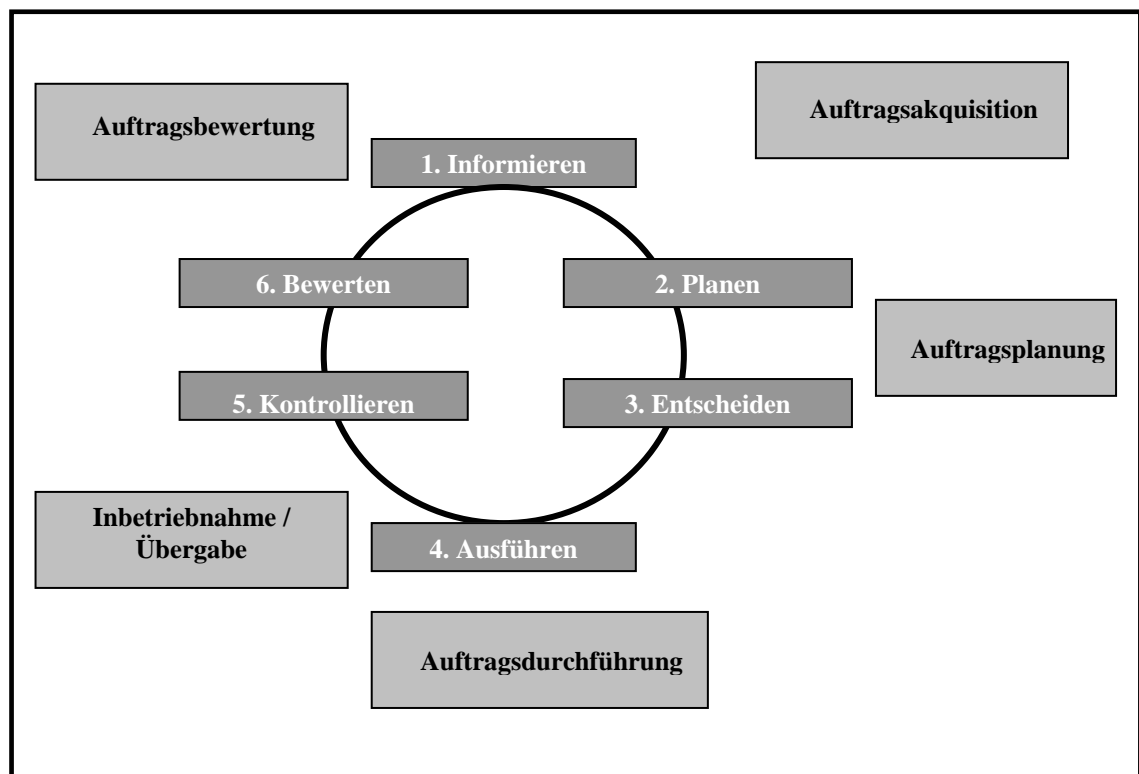 Auftragsbewertung
Auftragsakquisition
1. Informieren
6. Bewerten
2. Planen
Auftragsplanung
5. Kontrollieren
3. Entscheiden
Inbetriebnahme /
Übergabe
4. Ausführen
Auftragsdurchführung